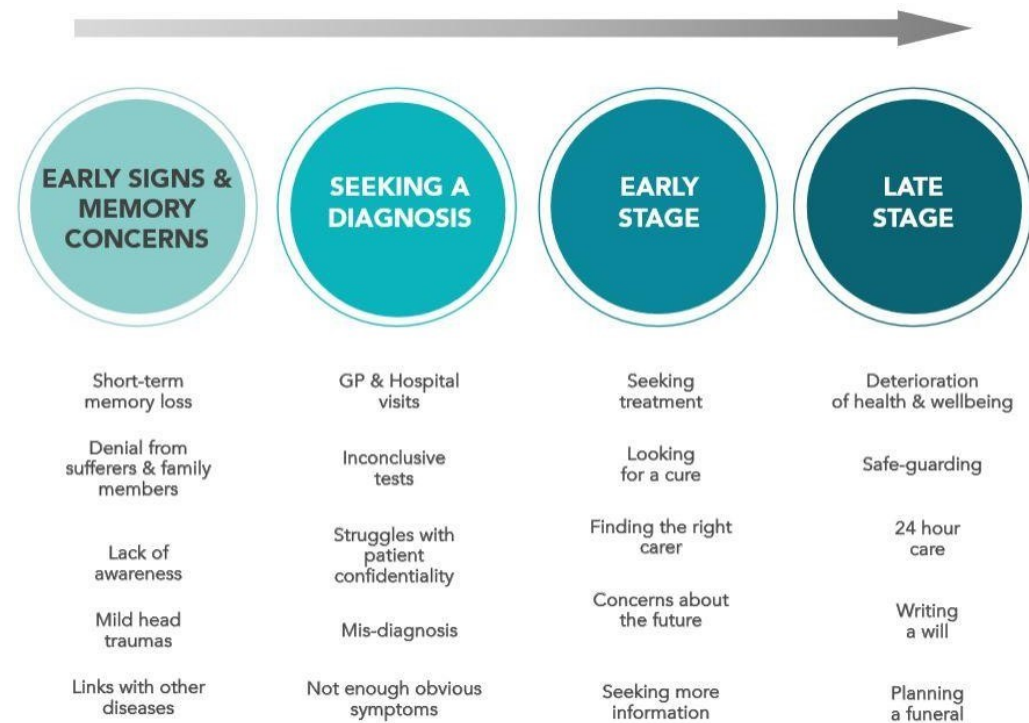 EARLY SIGNS &
MEMORY
CONCERNS
SEEKING A
DIAGNOSIS
EARLY
STAGE
LATE
STAGE
Short-term
memory loss
Denial from
sufferers & family
members
Lack of
awareness
Mild head
traumas
Links with other
diseases
GP & Hospital
visits
Inconclusive
tests
Struggles with
patient
confidentiality
Mis-diagnosis
Not enough obvious
symptoms
Seeking
treatment
Looking
for a cure
Finding the right
carer
Concerns about
the future
Seeking more
information
Deterioration
of health & wellbeing
Safe-guarding
24 hour
care
Writing
a will
Planning
a funeral